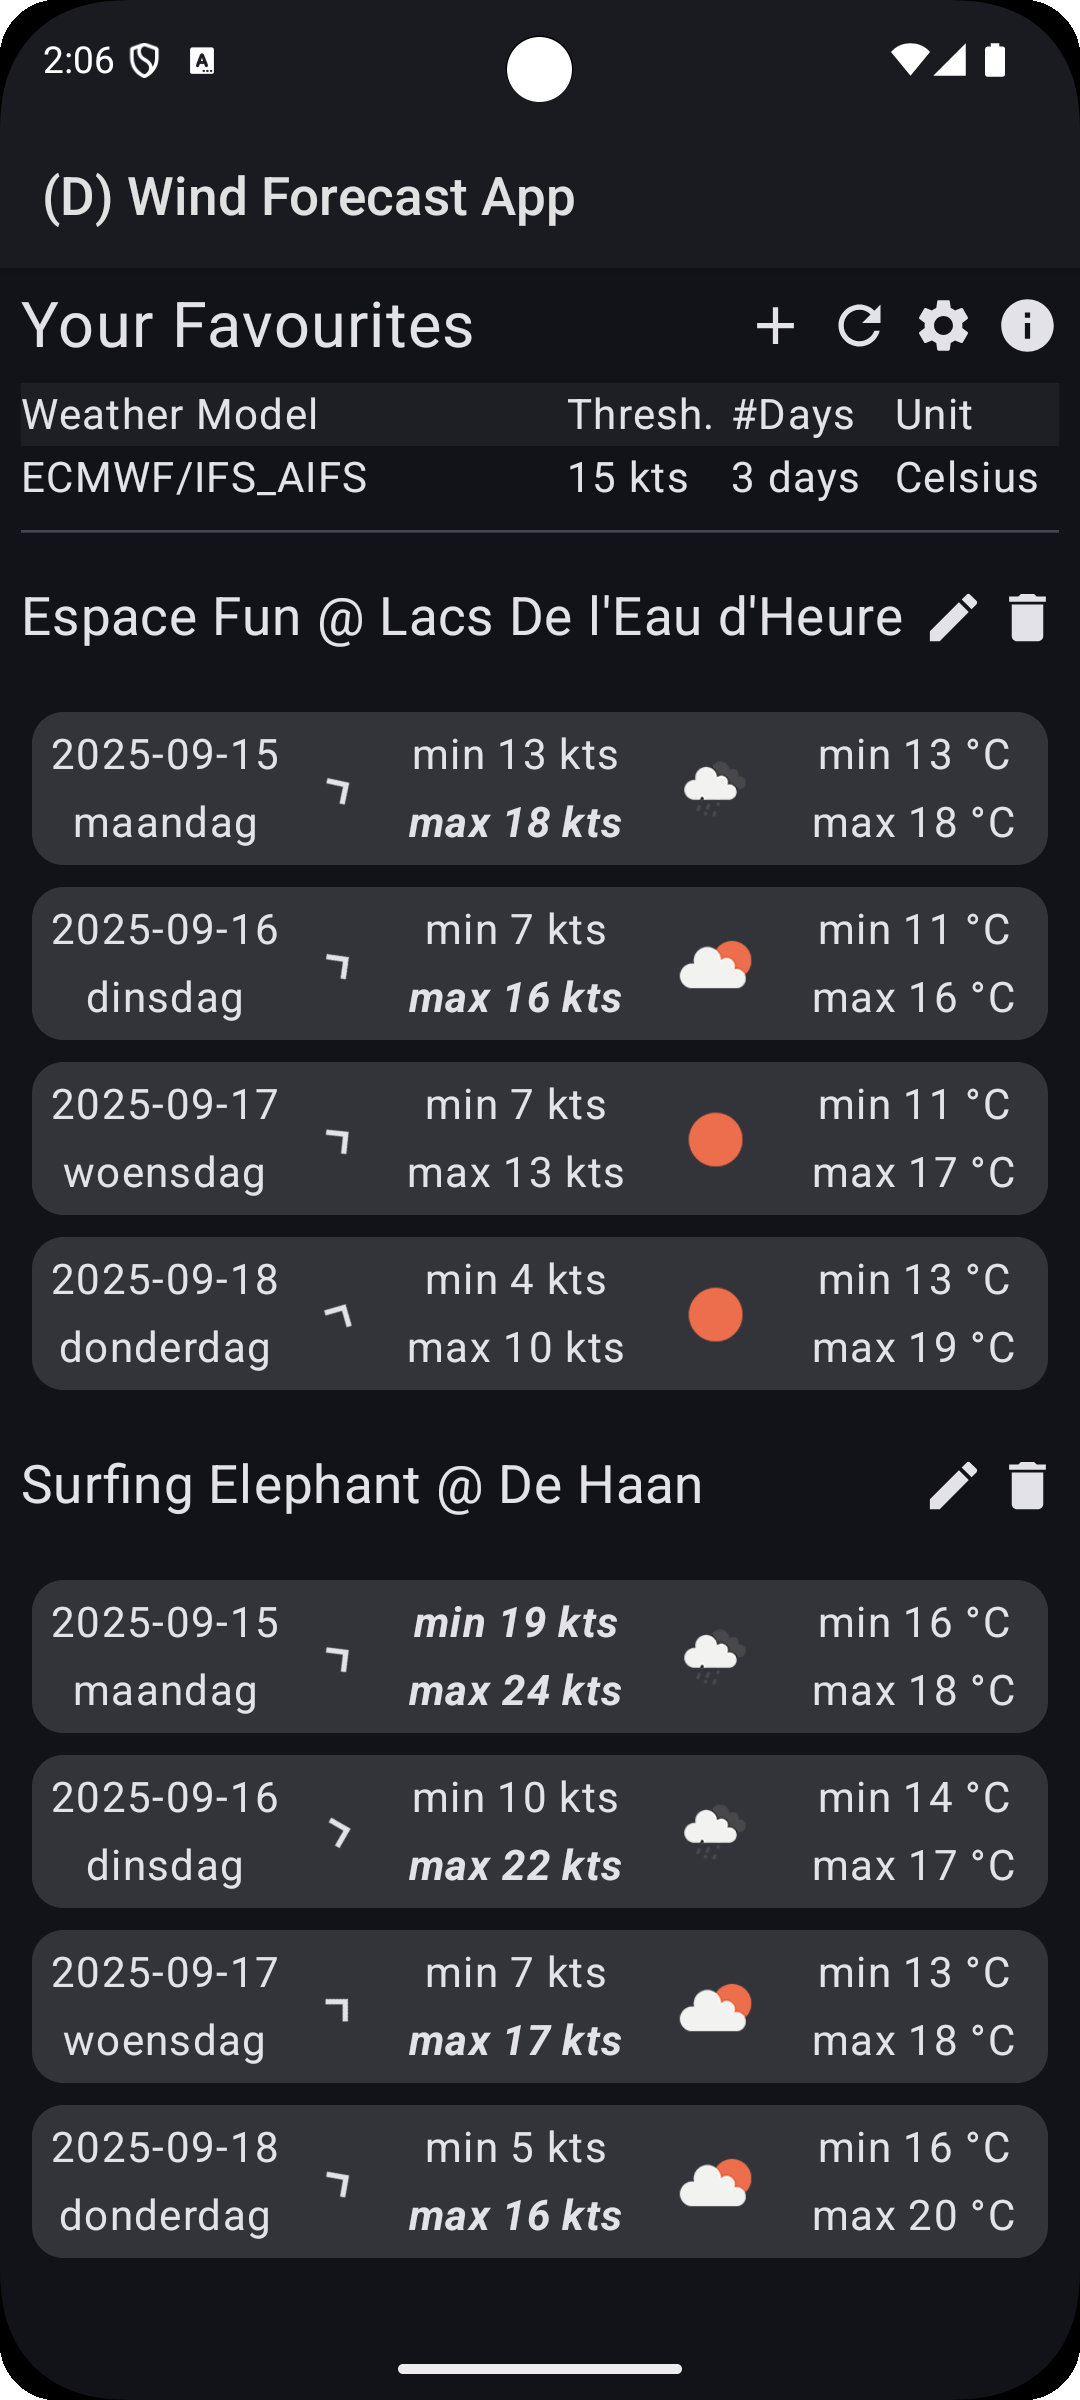 2:06
(D) Wind Forecast App
Your Favourites
Weather Model Thresh. #Days Unit
ECMWF/IFS_AIFS 15 kts 3 days Celsius
Espace Fun @ Lacs De l'Eau d'Heure
2025-09-15 min 13 kts min 13 °C
maandag max 18 kts max 18 °C
2025-09-16 min 7 kts min 11 °C
dinsdag max 16 kts max 16 °C
2025-09-17 min 7 kts min 11 °C
woensdag max 13 kts max 17 °C
2025-09-18 min 4 kts min 13 °C
donderdag max 10 kts max 19 °C
Surfing Elephant @ De Haan
2025-09-15 min 19 kts min 16 °C
maandag max 24 kts max 18 °C
2025-09-16 min 10 kts min 14 °C
dinsdag max 22 kts max 17 °C
2025-09-17 min 7 kts min 13 °C
woensdag max 17 kts max 18 °C
2025-09-18 min 5 kts min 16 °C
donderdag max 16 kts max 20 °C